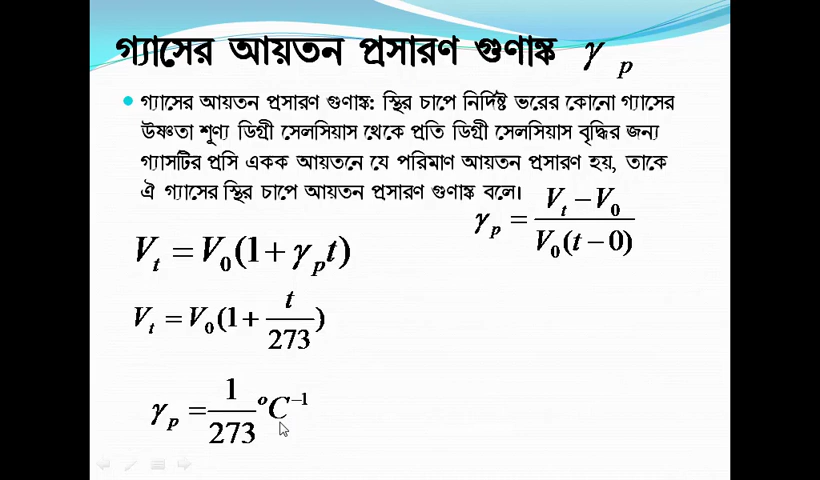 গ্যাসের আয়তন প্রসারণ গুণাঙ্ক γ p
গ্যাসের আয়তন প্রসারণ গুণাঙ্ক: স্থির চাপে নির্দিষ্ট ভরের কোনো গ্যাসের
উষ্ণতা শূণ্য ডিগ্রী সেলসিয়াস থেকে প্রতি ডিগ্রী সেলসিয়াস বৃদ্ধির জন্য
গ্যাসটির প্রসি একক আয়তনে যে পরিমাণ আয়তন প্রসারণ হয়, তাকে
ঐ গ্যাসের স্থির চাপে আয়তন প্রসারণ গুণাঙ্ক বলে।
γ_p = (V_t − V_0) / (V_0(t − 0))
V_t = V_0(1 + γ_p t)
V_t = V_0(1 + t/273)
γ_p = 1/273 °C⁻¹